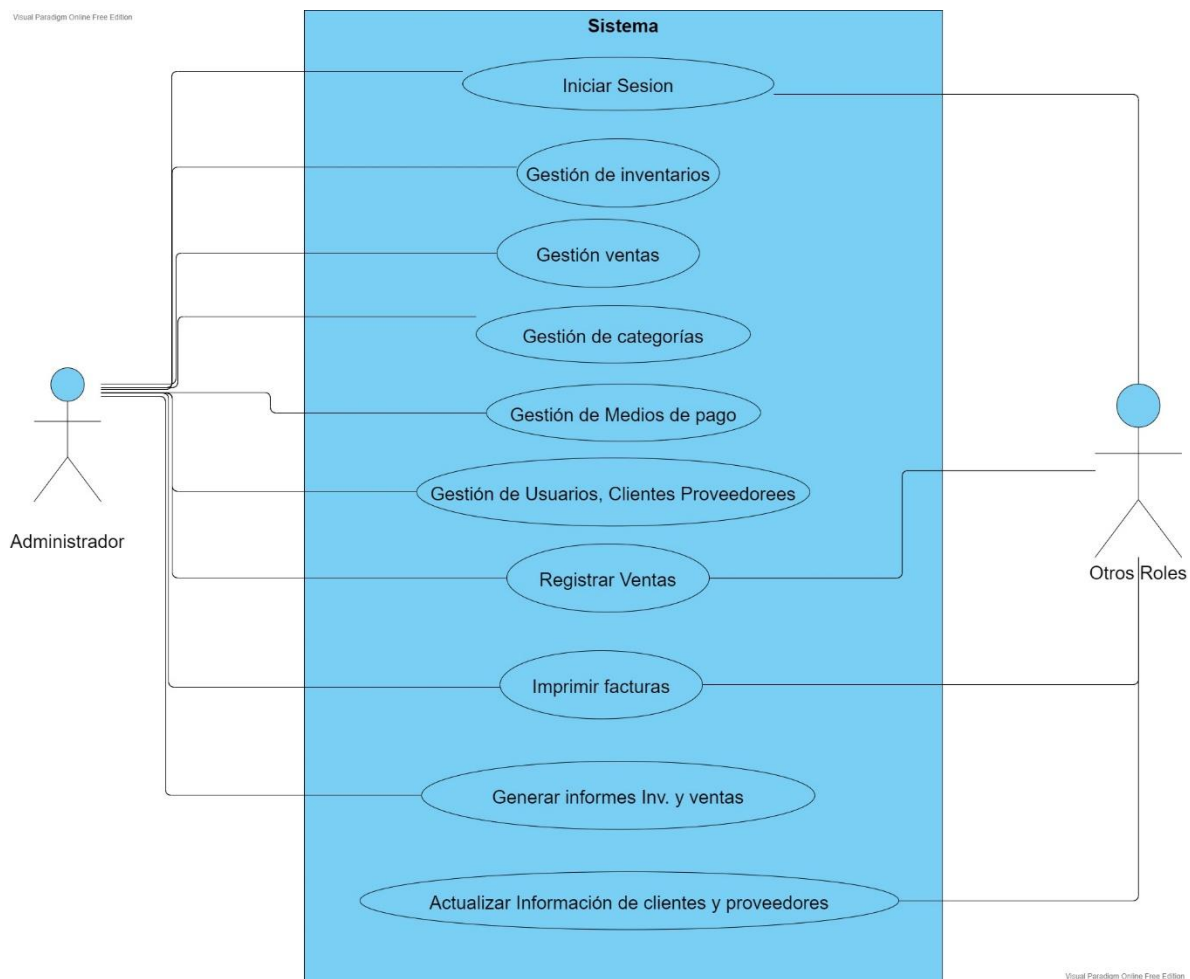 Visual Paradigm Online Free Edition
Sistema
Iniciar Sesion
Gestión de inventarios
Gestión ventas
Gestión de categorías
Gestión de Medios de pago
Gestión de Usuarios, Clientes Proveedorees
Administrador
Registrar Ventas
Otros Roles
Imprimir facturas
Generar informes Inv. y ventas
Actualizar Información de clientes y proveedores
Visual Paradigm Online Free Edition